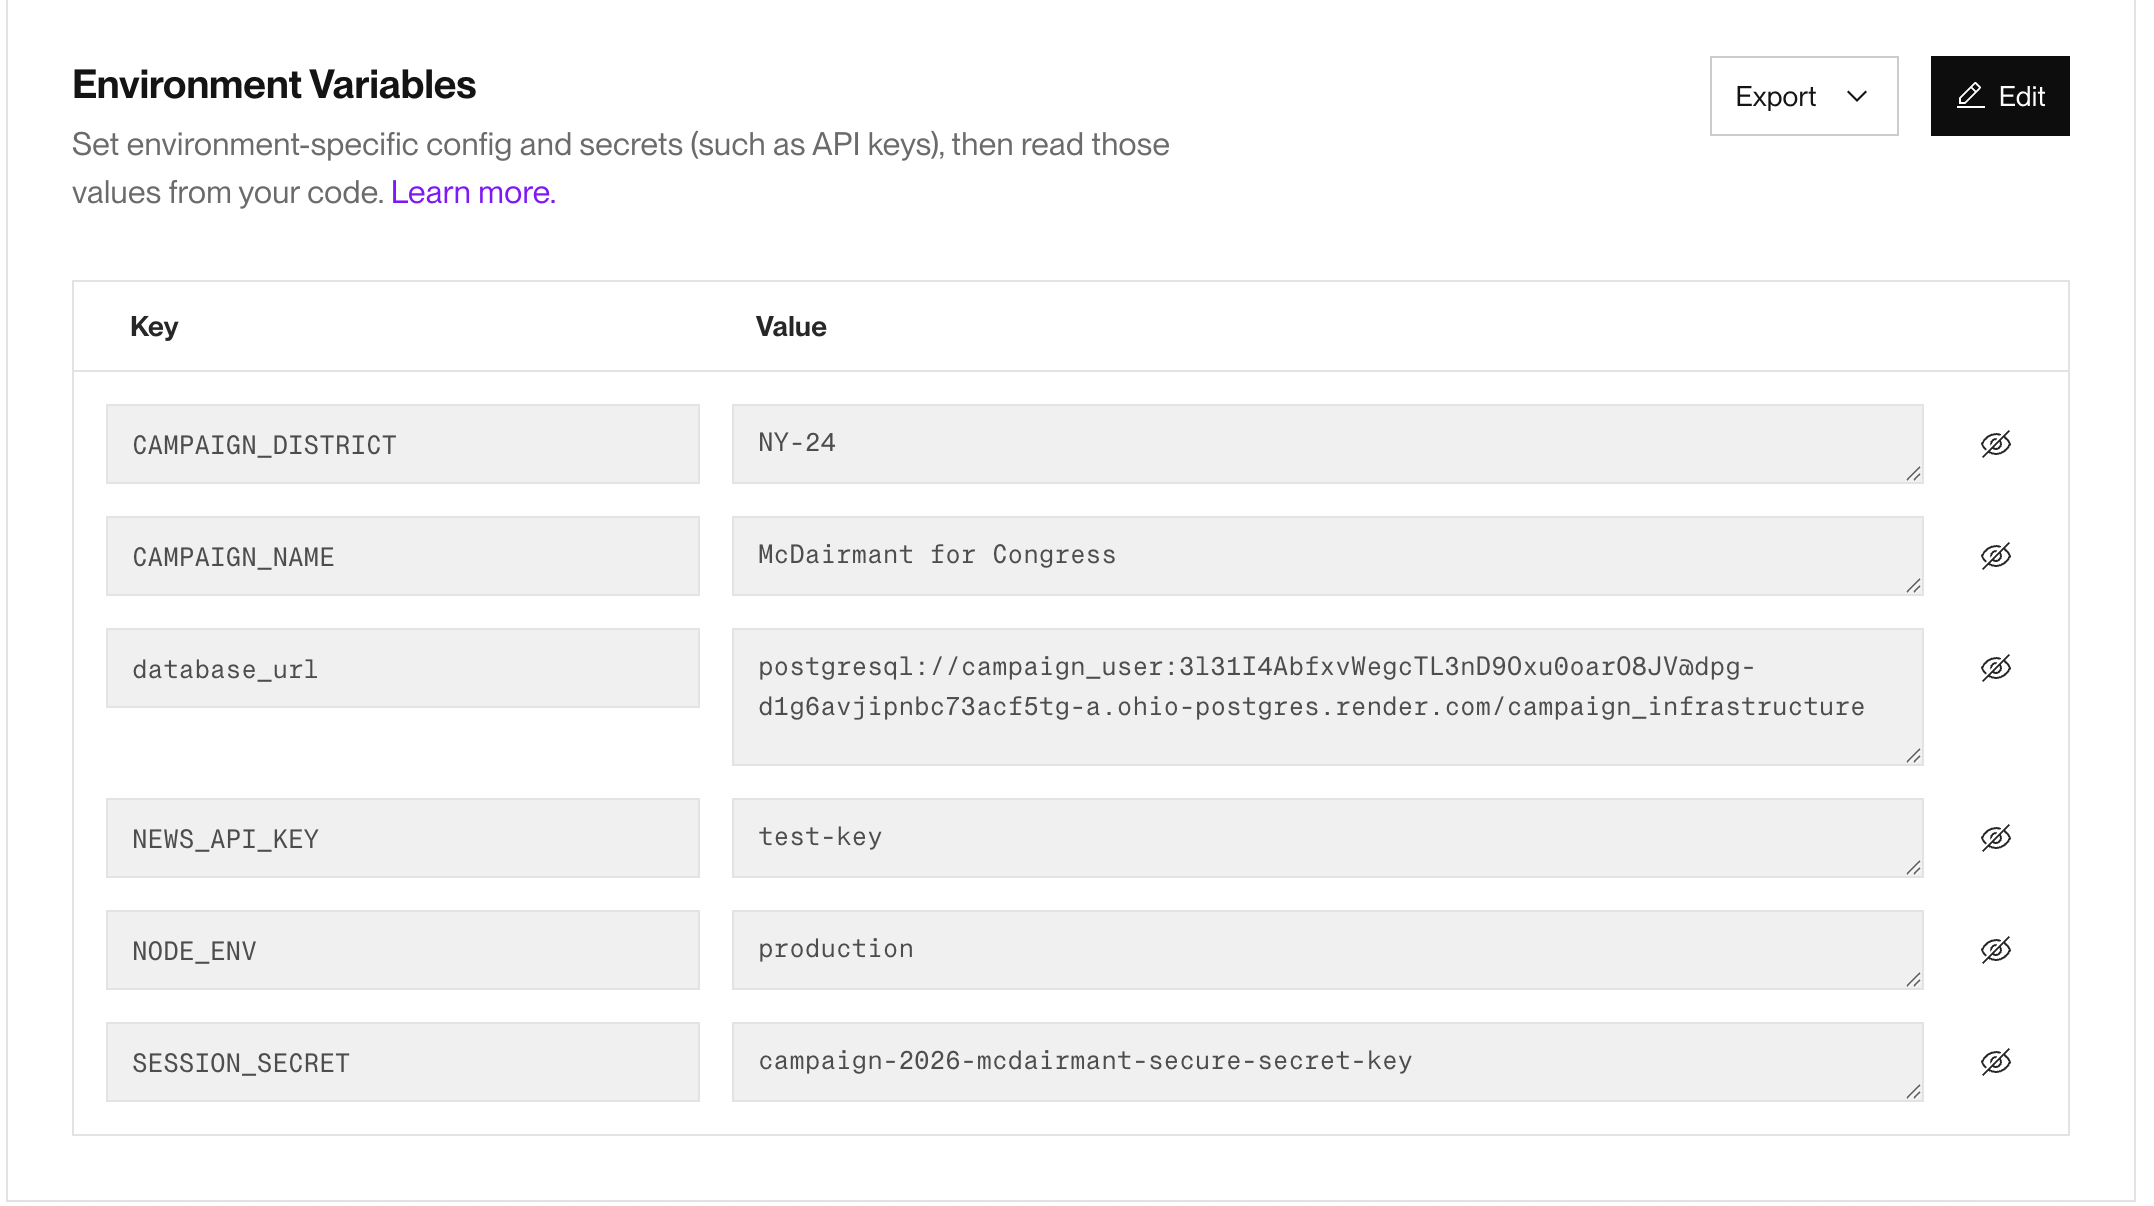 Environment Variables
Export
Edit
Set environment-specific config and secrets (such as API keys), then read those
values from your code. Learn more.
Key Value
CAMPAIGN_DISTRICT NY-24
CAMPAIGN_NAME McDairmant for Congress
database_url postgresql://campaign_user:3l31I4AbfxvWegcTL3nD9Oxu0oarO8JV@dpg-
d1g6avjipnbc73acf5tg-a.ohio-postgres.render.com/campaign_infrastructure
NEWS_API_KEY test-key
NODE_ENV production
SESSION_SECRET campaign-2026-mcdairmant-secure-secret-key